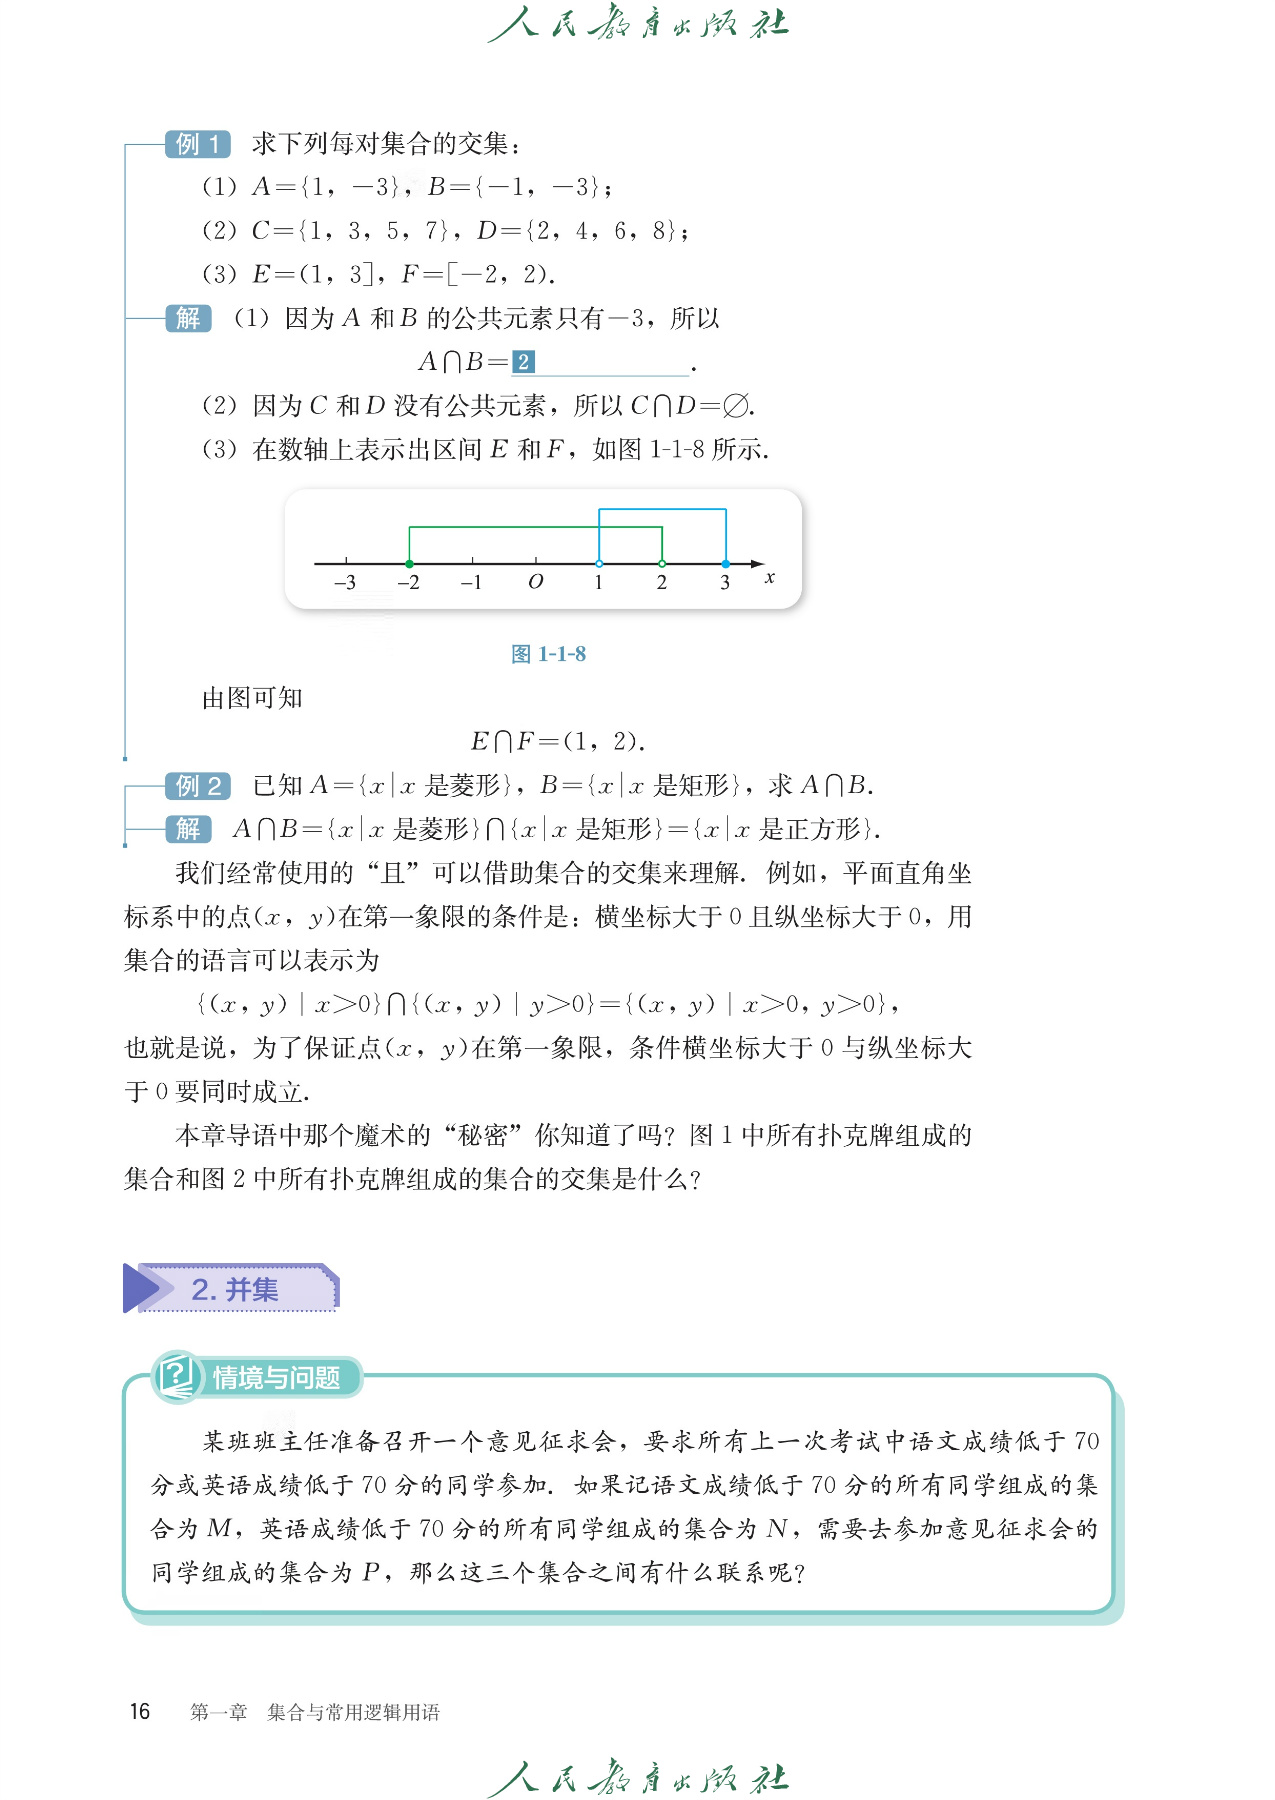 人民教育出版社
例1 求下列每对集合的交集：
（1）A＝{1，－3}，B＝{－1，－3}；
（2）C＝{1，3，5，7}，D＝{2，4，6，8}；
（3）E＝(1，3]，F＝[－2，2).
解 （1）因为 A 和 B 的公共元素只有－3，所以
A∩B＝2 ________.
（2）因为 C 和 D 没有公共元素，所以 C∩D＝∅.
（3）在数轴上表示出区间 E 和 F，如图 1-1-8 所示.
–3 –2 –1 O 1 2 3 x
图 1-1-8
由图可知
E∩F＝(1，2).
例2 已知 A＝{x|x 是菱形}，B＝{x|x 是矩形}，求 A∩B.
解 A∩B＝{x|x 是菱形}∩{x|x 是矩形}＝{x|x 是正方形}.
我们经常使用的“且”可以借助集合的交集来理解. 例如，平面直角坐
标系中的点(x，y)在第一象限的条件是：横坐标大于 0 且纵坐标大于 0，用
集合的语言可以表示为
{(x，y)｜x＞0}∩{(x，y)｜y＞0}＝{(x，y)｜x＞0，y＞0}，
也就是说，为了保证点(x，y)在第一象限，条件横坐标大于 0 与纵坐标大
于 0 要同时成立.
本章导语中那个魔术的“秘密”你知道了吗？图 1 中所有扑克牌组成的
集合和图 2 中所有扑克牌组成的集合的交集是什么？
2. 并集
? 情境与问题
某班班主任准备召开一个意见征求会，要求所有上一次考试中语文成绩低于 70
分或英语成绩低于 70 分的同学参加. 如果记语文成绩低于 70 分的所有同学组成的集
合为 M，英语成绩低于 70 分的所有同学组成的集合为 N，需要去参加意见征求会的
同学组成的集合为 P，那么这三个集合之间有什么联系呢？
16 第一章 集合与常用逻辑用语
人民教育出版社